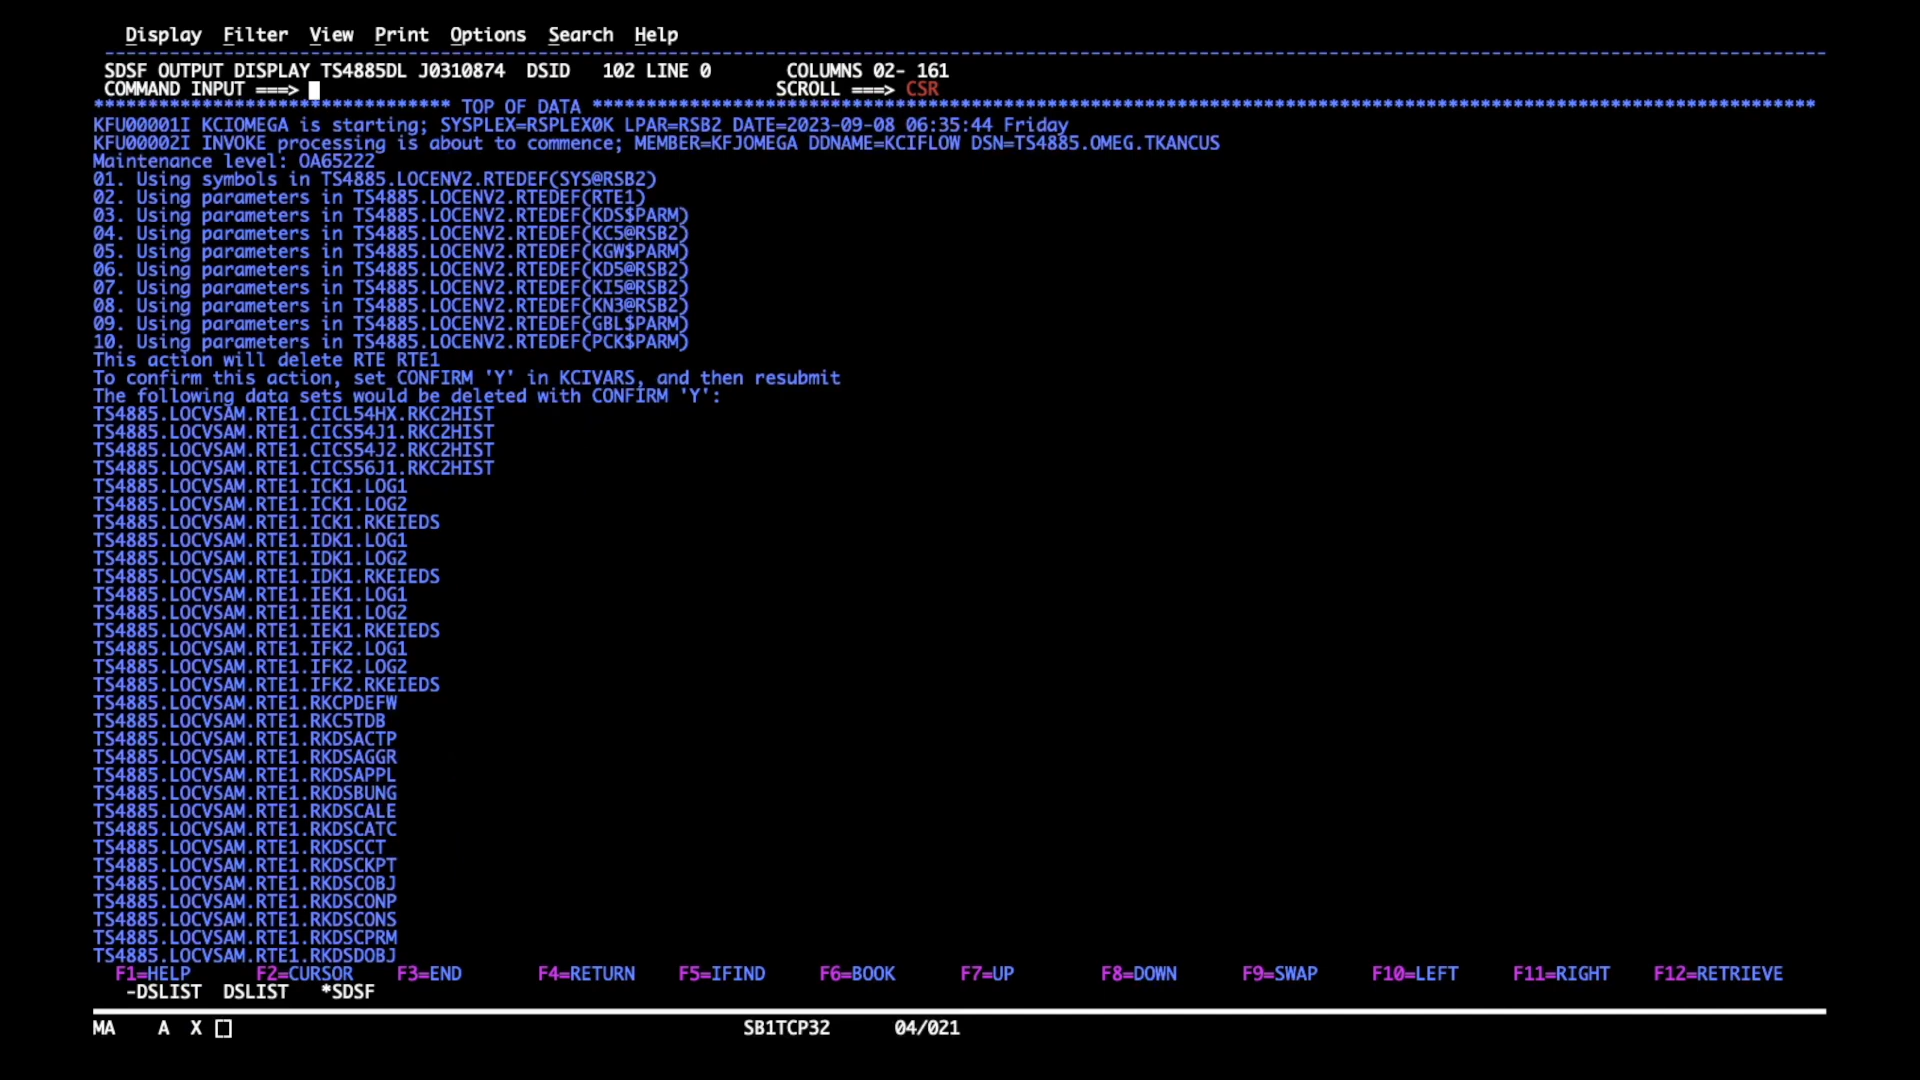 Display Filter View Print Options Search Help
--------------------------------------------------------------------------------
SDSF OUTPUT DISPLAY TS4885DL J0310874 DSID 102 LINE 0 COLUMNS 02- 161
COMMAND INPUT ===> SCROLL ===> CSR
********************************* TOP OF DATA **********************************
KFU00001I KCIOMEGA is starting; SYSPLEX=RSPLEX0K LPAR=RSB2 DATE=2023-09-08 06:35:44 Friday
KFU00002I INVOKE processing is about to commence; MEMBER=KFJOMEGA DDNAME=KCIFLOW DSN=TS4885.OMEG.TKANCUS
Maintenance level: OA65222
01. Using symbols in TS4885.LOCENV2.RTEDEF(SYS@RSB2)
02. Using parameters in TS4885.LOCENV2.RTEDEF(RTE1)
03. Using parameters in TS4885.LOCENV2.RTEDEF(KDS$PARM)
04. Using parameters in TS4885.LOCENV2.RTEDEF(KC5@RSB2)
05. Using parameters in TS4885.LOCENV2.RTEDEF(KGW$PARM)
06. Using parameters in TS4885.LOCENV2.RTEDEF(KD5@RSB2)
07. Using parameters in TS4885.LOCENV2.RTEDEF(KI5@RSB2)
08. Using parameters in TS4885.LOCENV2.RTEDEF(KN3@RSB2)
09. Using parameters in TS4885.LOCENV2.RTEDEF(GBL$PARM)
10. Using parameters in TS4885.LOCENV2.RTEDEF(PCK$PARM)
This action will delete RTE RTE1
To confirm this action, set CONFIRM 'Y' in KCIVARS, and then resubmit
The following data sets would be deleted with CONFIRM 'Y':
TS4885.LOCVSAM.RTE1.CICL54HX.RKC2HIST
TS4885.LOCVSAM.RTE1.CICS54J1.RKC2HIST
TS4885.LOCVSAM.RTE1.CICS54J2.RKC2HIST
TS4885.LOCVSAM.RTE1.CICS56J1.RKC2HIST
TS4885.LOCVSAM.RTE1.ICK1.LOG1
TS4885.LOCVSAM.RTE1.ICK1.LOG2
TS4885.LOCVSAM.RTE1.ICK1.RKEIEDS
TS4885.LOCVSAM.RTE1.IDK1.LOG1
TS4885.LOCVSAM.RTE1.IDK1.LOG2
TS4885.LOCVSAM.RTE1.IDK1.RKEIEDS
TS4885.LOCVSAM.RTE1.IEK1.LOG1
TS4885.LOCVSAM.RTE1.IEK1.LOG2
TS4885.LOCVSAM.RTE1.IEK1.RKEIEDS
TS4885.LOCVSAM.RTE1.IFK2.LOG1
TS4885.LOCVSAM.RTE1.IFK2.LOG2
TS4885.LOCVSAM.RTE1.IFK2.RKEIEDS
TS4885.LOCVSAM.RTE1.RKCPDEFW
TS4885.LOCVSAM.RTE1.RKC5TDB
TS4885.LOCVSAM.RTE1.RKDSACTP
TS4885.LOCVSAM.RTE1.RKDSAGGR
TS4885.LOCVSAM.RTE1.RKDSAPPL
TS4885.LOCVSAM.RTE1.RKDSBUNG
TS4885.LOCVSAM.RTE1.RKDSCALE
TS4885.LOCVSAM.RTE1.RKDSCATC
TS4885.LOCVSAM.RTE1.RKDSCCT
TS4885.LOCVSAM.RTE1.RKDSCKPT
TS4885.LOCVSAM.RTE1.RKDSCOBJ
TS4885.LOCVSAM.RTE1.RKDSCONP
TS4885.LOCVSAM.RTE1.RKDSCONS
TS4885.LOCVSAM.RTE1.RKDSCPRM
TS4885.LOCVSAM.RTE1.RKDSDOBJ
F1=HELP F2=CURSOR F3=END F4=RETURN F5=IFIND F6=BOOK F7=UP F8=DOWN F9=SWAP F10=LEFT F11=RIGHT F12=RETRIEVE
-DSLIST DSLIST *SDSF
MA A X [] SB1TCP32 04/021